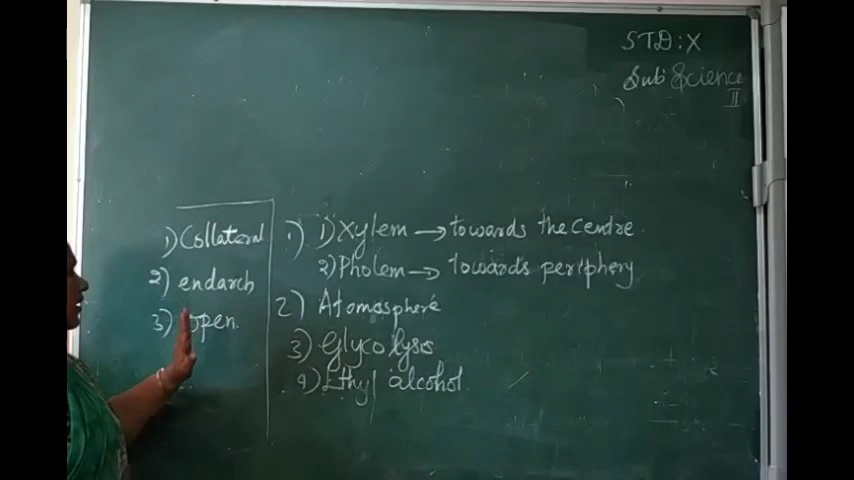 STD: X
Sub Science
II
1) Collateral
2) endarch
3) open.
1) 1) Xylem → towards the centre
2) Pholem → towards periphery
2) Atomosphere
3) Glycolysis
4) Ethyl alcohol.